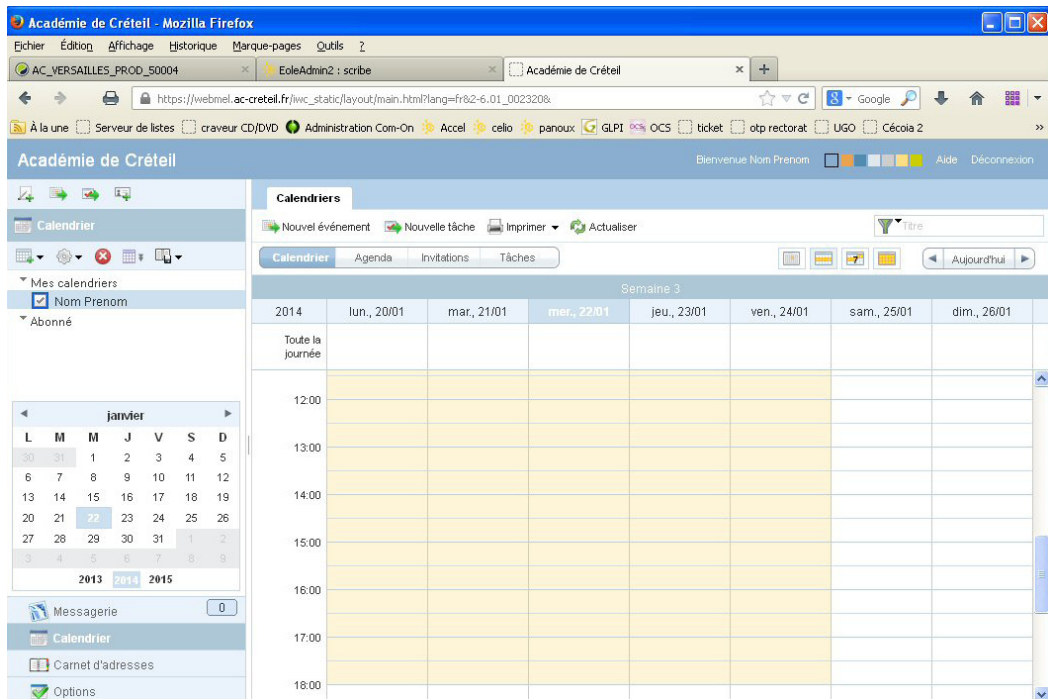 Académie de Créteil - Mozilla Firefox
Fichier Édition Affichage Historique Marque-pages Outils ?
AC_VERSAILLES_PROD_50004 × EoleAdmin2 : scribe × Académie de Créteil × +
https://webmel.ac-creteil.fr/iwc_static/layout/main.html?lang=fr&2-6.01_002320& 8 - Google
À la une Serveur de listes craveur CD/DVD Administration Com-On Accel celio panoux GLPI OCS OCS ticket otp rectorat UGO Cécoia 2 »
Académie de Créteil Bienvenue Nom Prenom Aide Déconnexion
Calendriers
Calendrier
Nouvel événement Nouvelle tâche Imprimer Actualiser Titre
Calendrier Agenda Invitations Tâches 7 Aujourd'hui
Mes calendriers
Nom Prenom
Abonné
Semaine 3
2014 lun., 20/01 mar., 21/01 mer., 22/01 jeu., 23/01 ven., 24/01 sam., 25/01 dim., 26/01
Toute la
journée
12:00
13:00
14:00
15:00
16:00
17:00
18:00
janvier
L M M J V S D
30 31 1 2 3 4 5
6 7 8 9 10 11 12
13 14 15 16 17 18 19
20 21 22 23 24 25 26
27 28 29 30 31 1 2
3 4 5 6 7 8 9
2013 2014 2015
Messagerie 0
Calendrier
Carnet d'adresses
Options